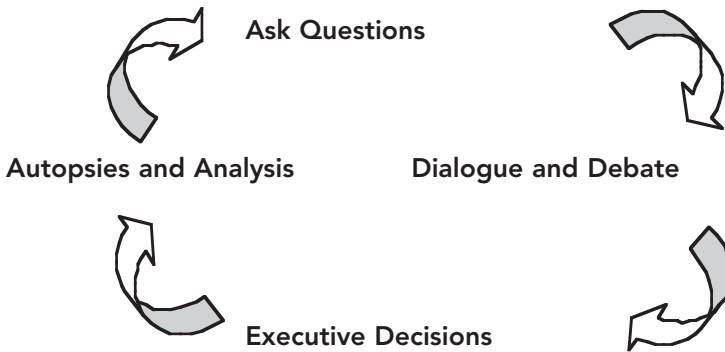 Ask Questions
Autopsies and Analysis
Dialogue and Debate
Executive Decisions